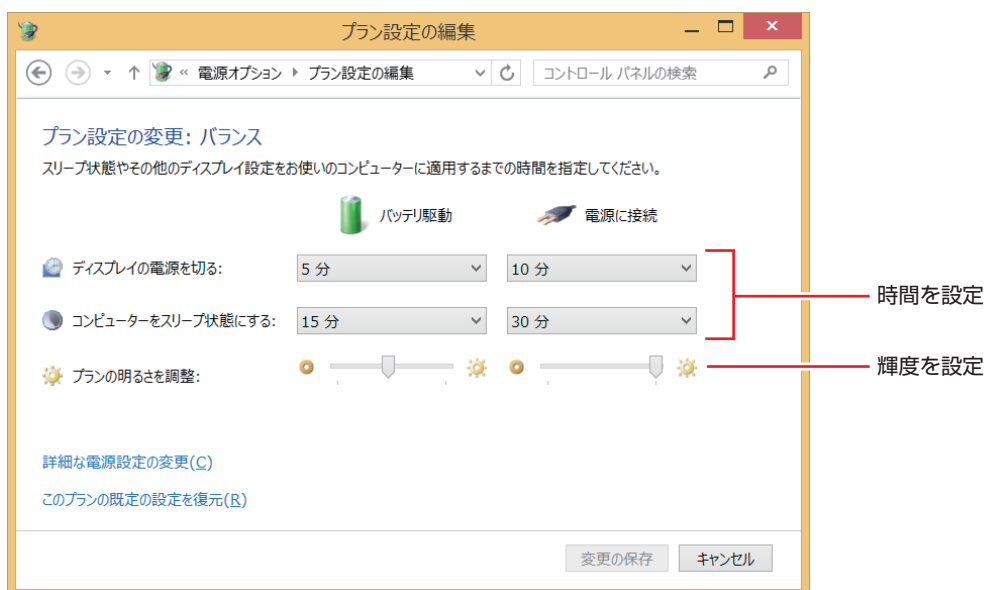 プラン設定の編集
« 電源オプション ▸ プラン設定の編集
コントロール パネルの検索
プラン設定の変更: バランス
スリープ状態やその他のディスプレイ設定をお使いのコンピューターに適用するまでの時間を指定してください。
バッテリ駆動 電源に接続
ディスプレイの電源を切る: 5 分 10 分
時間を設定
コンピューターをスリープ状態にする: 15 分 30 分
プランの明るさを調整:
輝度を設定
詳細な電源設定の変更(C)
このプランの既定の設定を復元(R)
変更の保存 キャンセル